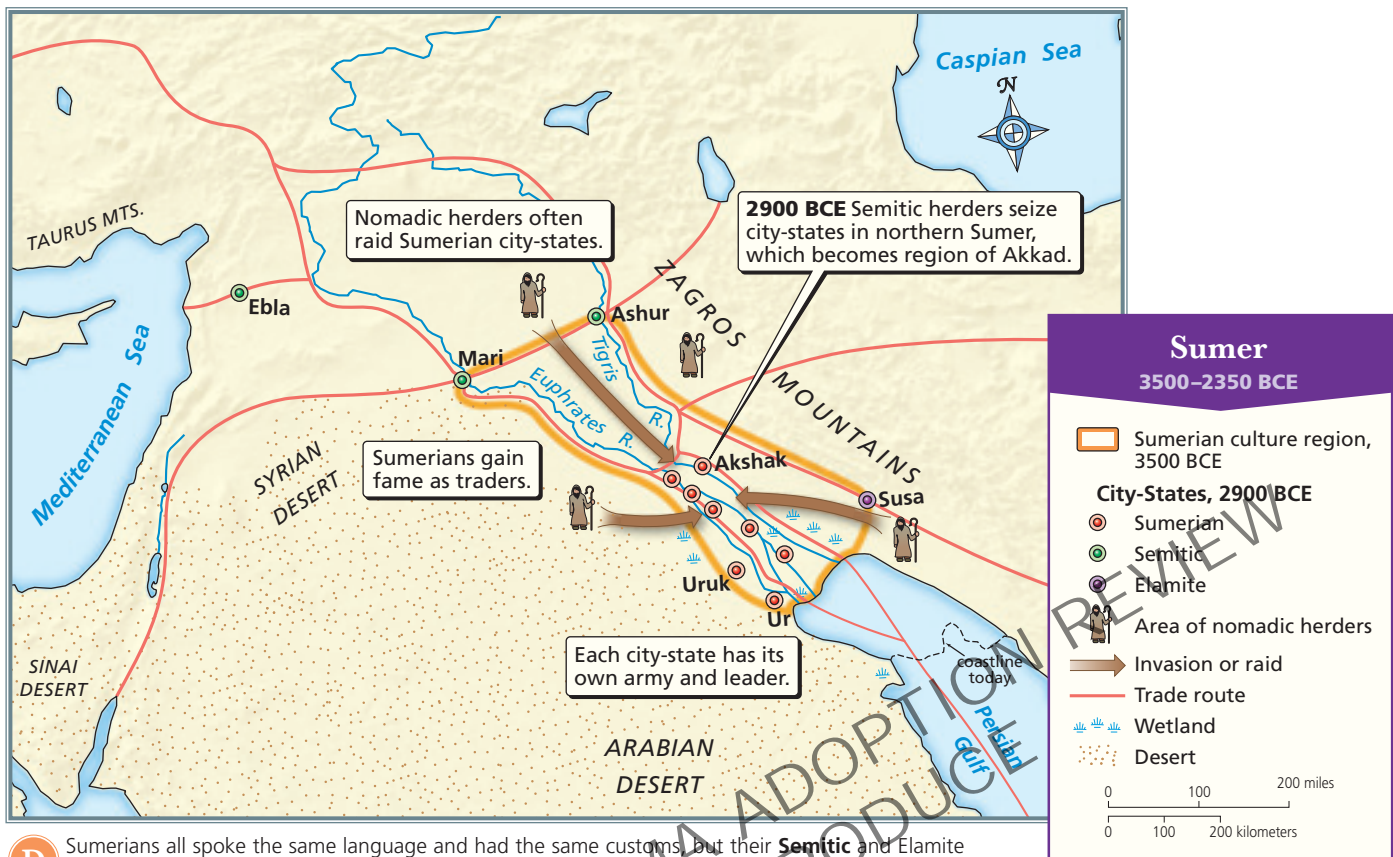 Caspian Sea
N
TAURUS MTS.
Nomadic herders often
raid Sumerian city-states.
2900 BCE Semitic herders seize
city-states in northern Sumer,
which becomes region of Akkad.
ZAGROS MOUNTAINS
Ebla
Ashur
Mari
Tigris R.
Euphrates R.
Mediterranean Sea
SYRIAN
DESERT
Sumerians gain
fame as traders.
Akshak
Susa
Uruk
Ur
Each city-state has its
own army and leader.
SINAI
DESERT
ARABIAN
DESERT
coastline
today
Persian
Gulf
Sumer
3500–2350 BCE
Sumerian culture region,
3500 BCE
City-States, 2900 BCE
Sumerian
Semitic
Elamite
Area of nomadic herders
Invasion or raid
Trade route
Wetland
Desert
0 100 200 miles
0 100 200 kilometers
ADOPTION REVIEW
D Sumerians all spoke the same language and had the same customs, but their Semitic and Elamite